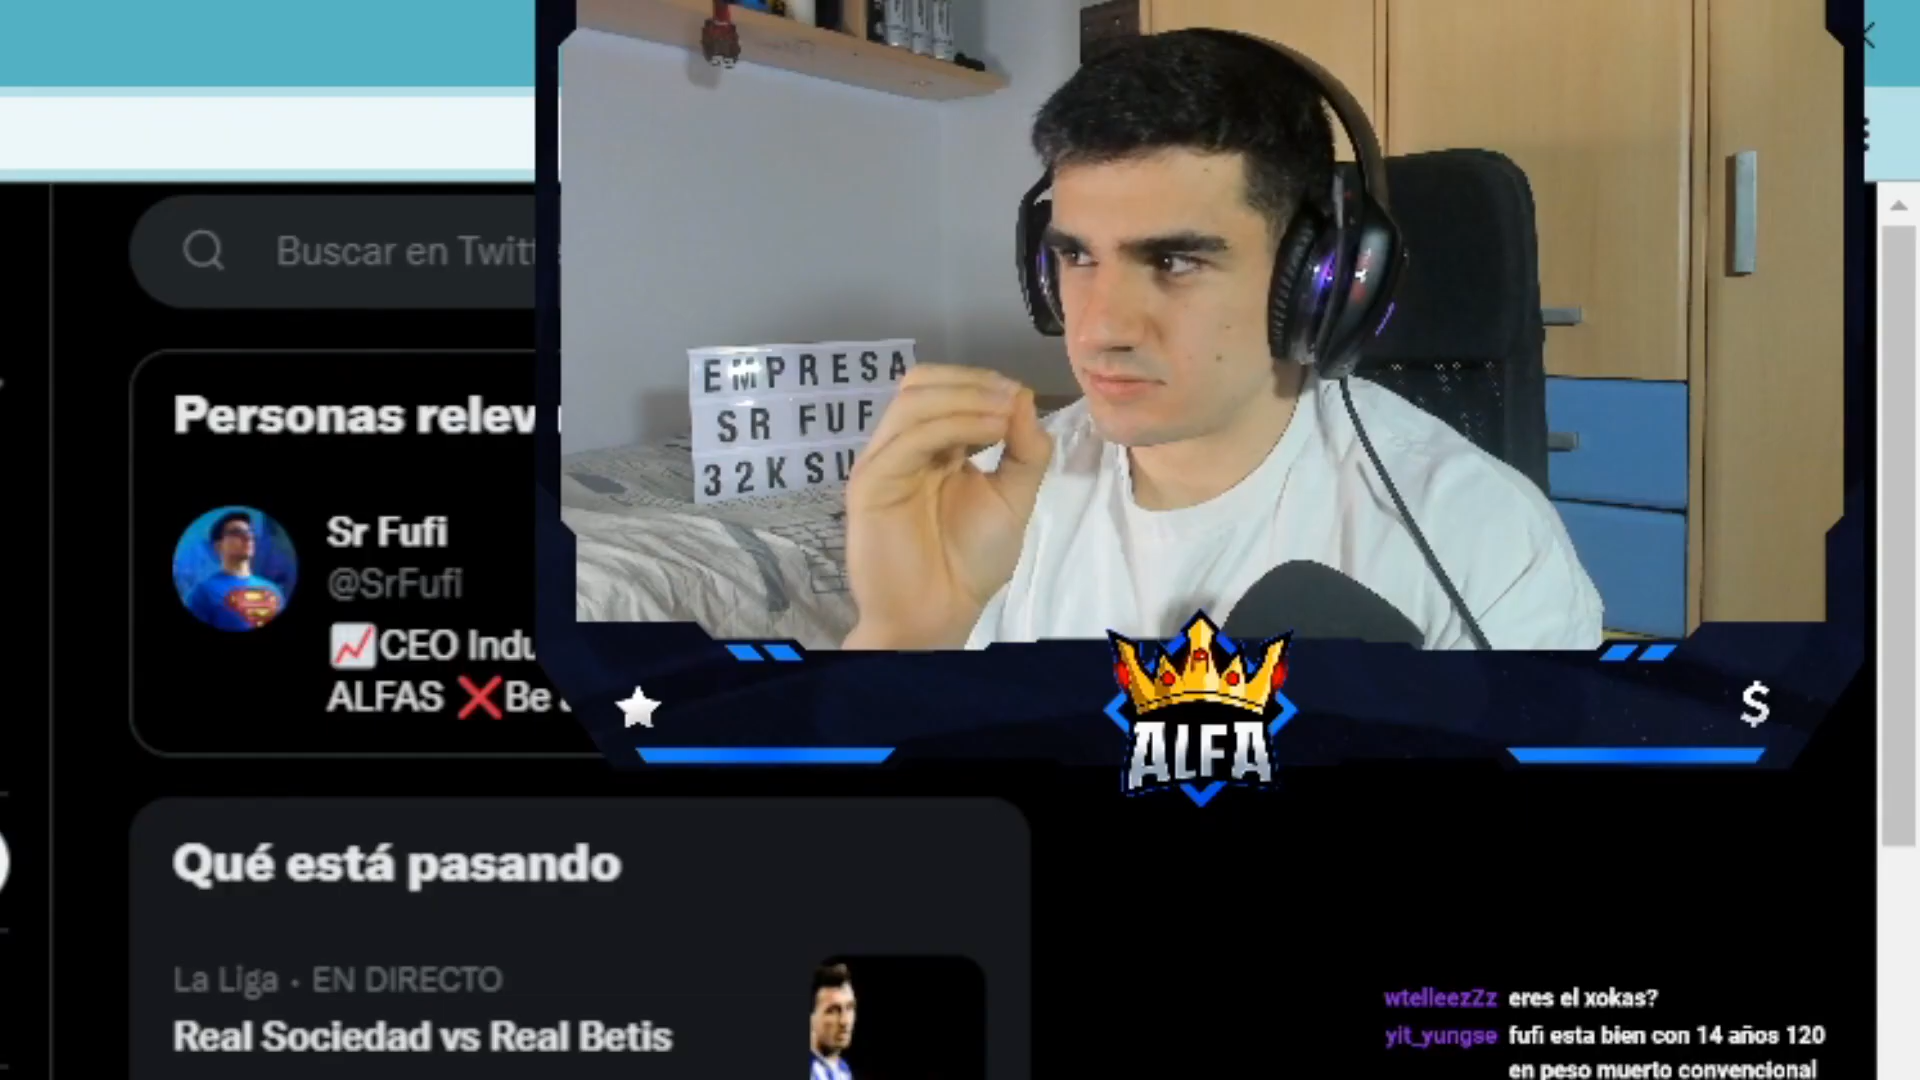 Buscar en Twitt
Personas relev
Sr Fufi
@SrFufi
CEO Indu
ALFAS ❌Be
EMPRESA
SR FUF
32K SU
ALFA
$
Qué está pasando
La Liga · EN DIRECTO
Real Sociedad vs Real Betis
wtelleezZz eres el xokas?
yit_yungse fufi esta bien con 14 años 120
en peso muerto convencional